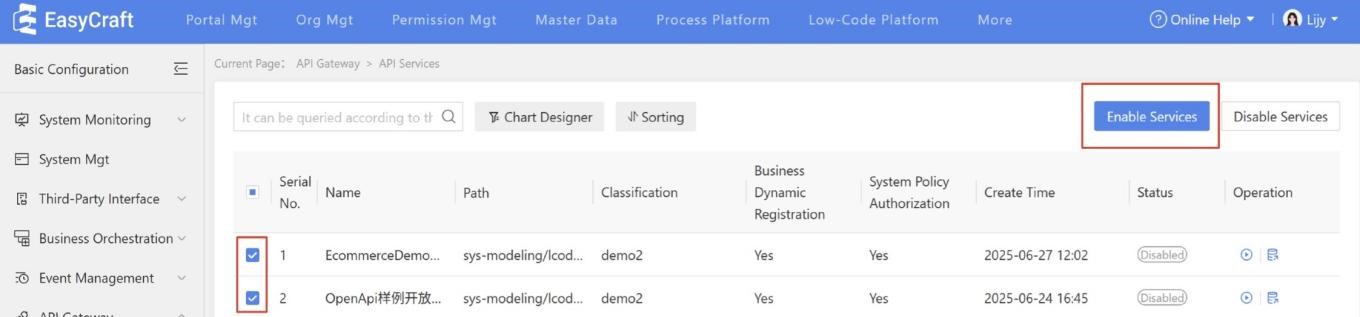 EasyCraft Portal Mgt Org Mgt Permission Mgt Master Data Process Platform Low-Code Platform More Online Help Lijy
Basic Configuration
Current Page: API Gateway > API Services
System Monitoring
System Mgt
Third-Party Interface
Business Orchestration
Event Management
API Gateway
It can be queried according to th Chart Designer Sorting Enable Services Disable Services
Serial No. Name Path Classification Business Dynamic Registration System Policy Authorization Create Time Status Operation
1 EcommerceDemo... sys-modeling/lcod... demo2 Yes Yes 2025-06-27 12:02 Disabled
2 OpenApi样例开放... sys-modeling/lcod... demo2 Yes Yes 2025-06-24 16:45 Disabled